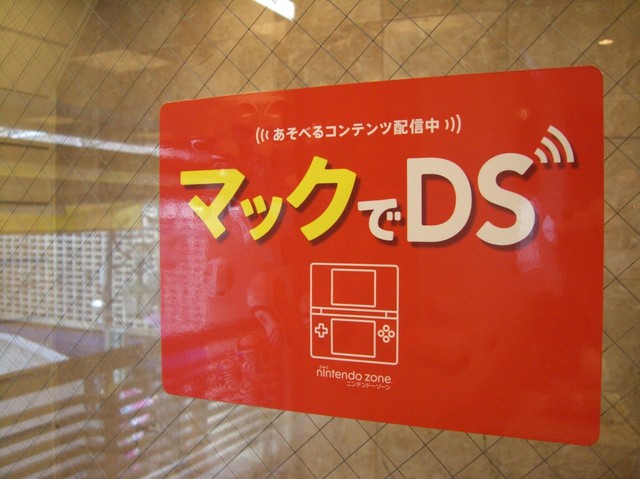 (((あそべるコンテンツ配信中)))
マックでDS
nintendo zone
ニンテンドーゾーン